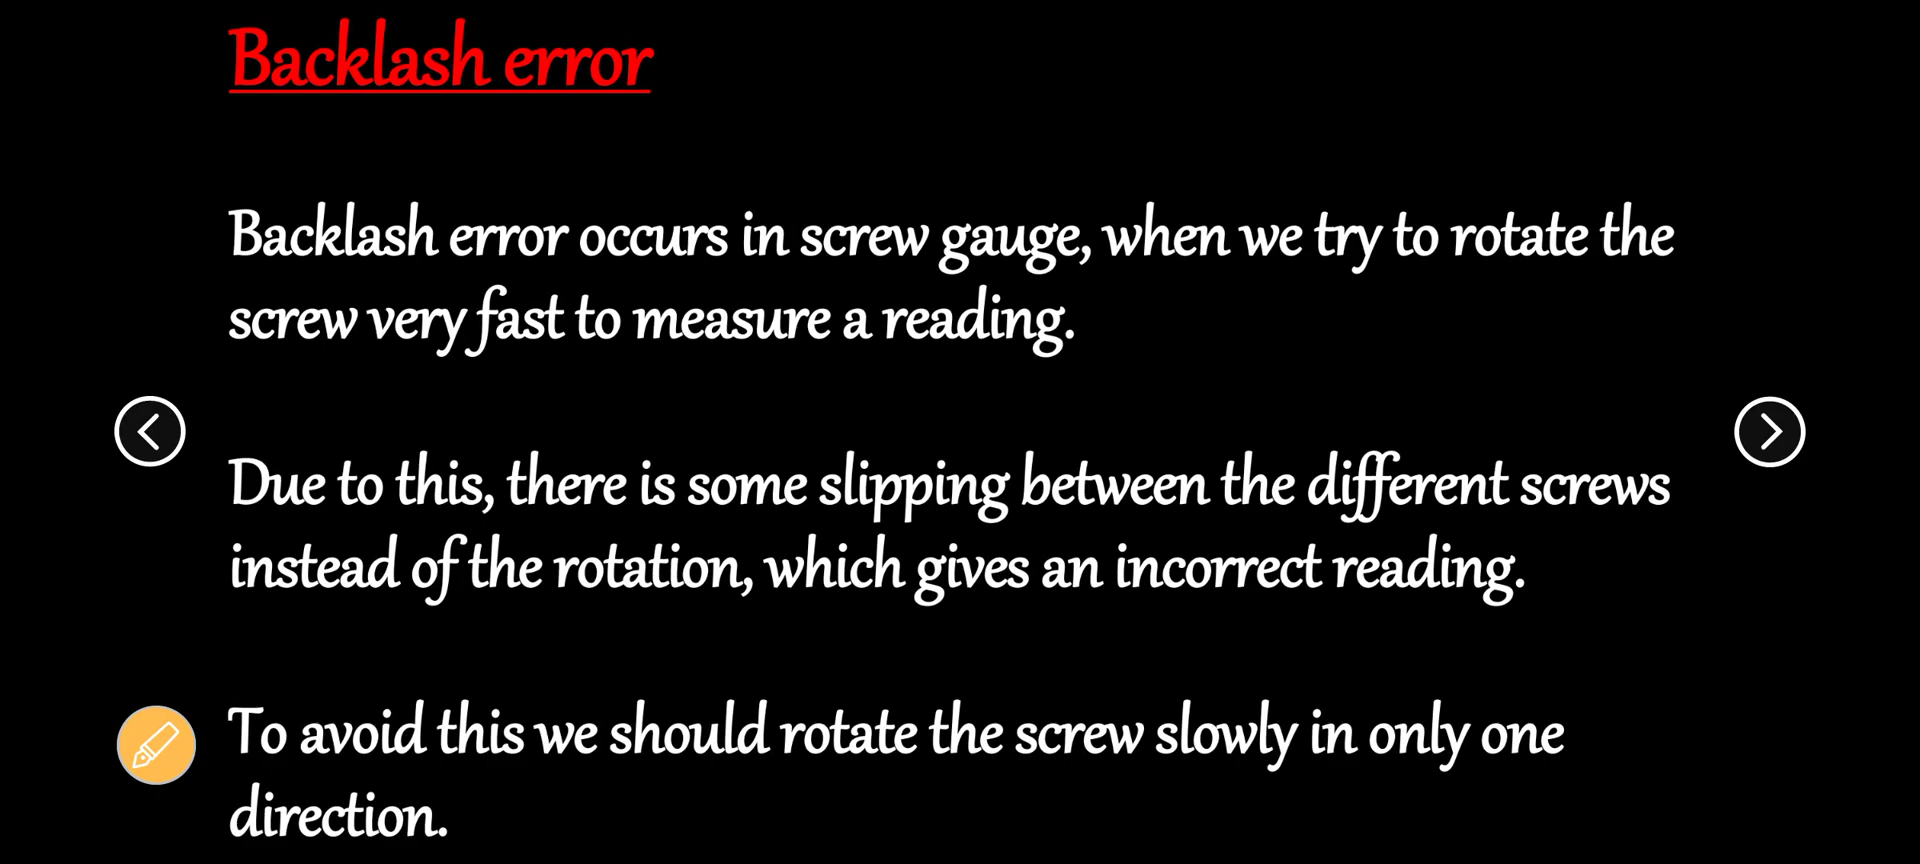 Backlash error
Backlash error occurs in screw gauge, when we try to rotate the
screw very fast to measure a reading.
Due to this, there is some slipping between the different screws
instead of the rotation, which gives an incorrect reading.
To avoid this we should rotate the screw slowly in only one
direction.